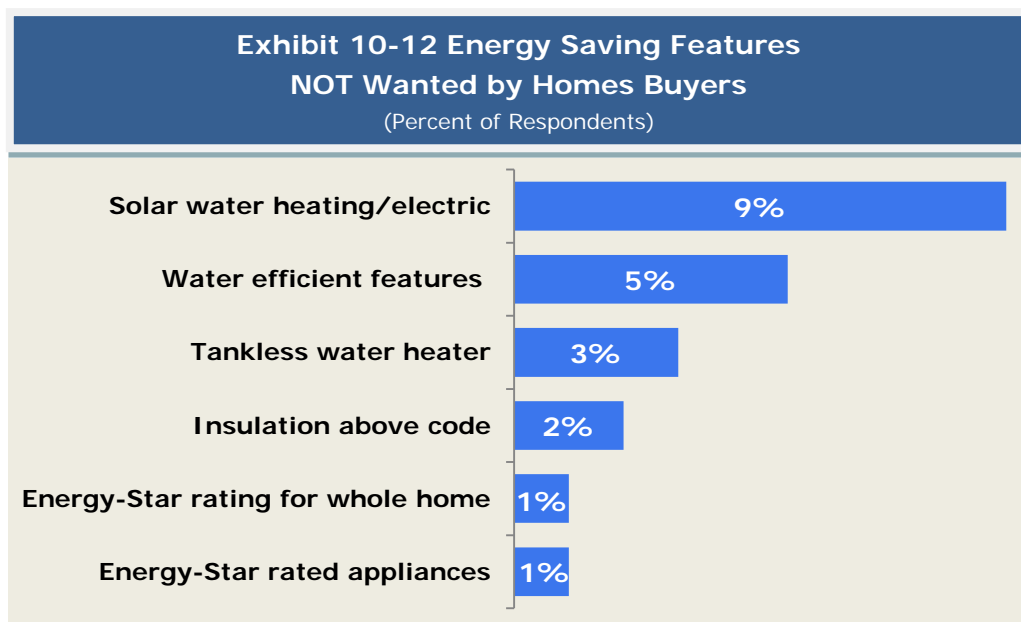 Exhibit 10-12 Energy Saving Features
NOT Wanted by Homes Buyers
(Percent of Respondents)
Solar water heating/electric 9%
Water efficient features 5%
Tankless water heater 3%
Insulation above code 2%
Energy-Star rating for whole home 1%
Energy-Star rated appliances 1%